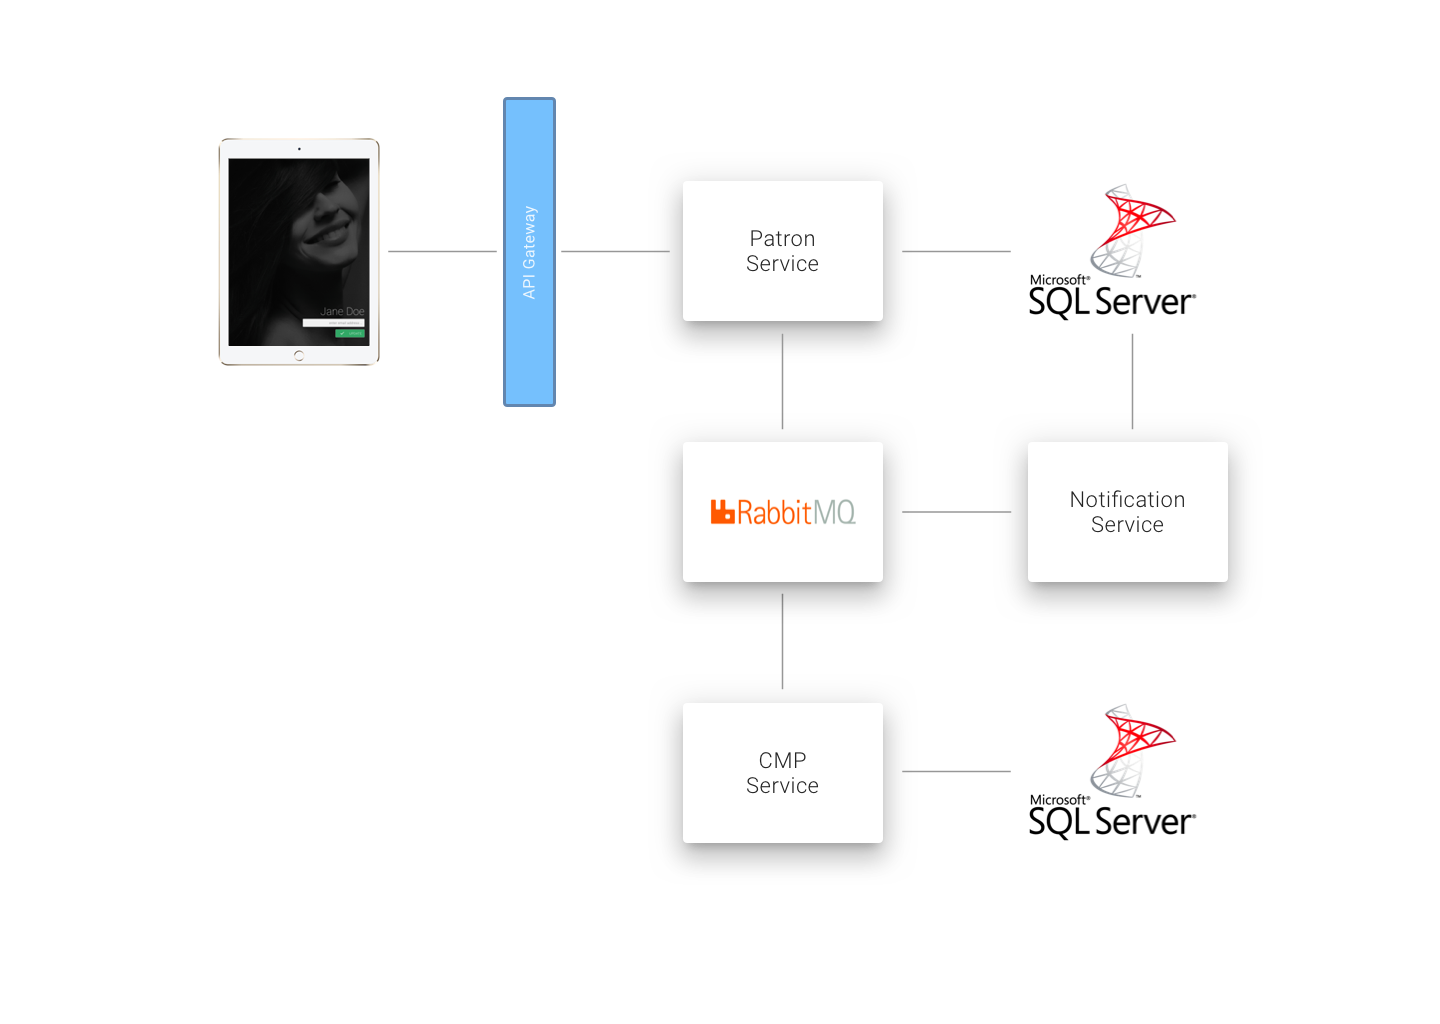 Jane Doe
API Gateway
Patron
Service
Microsoft®
SQL Server®
RabbitMQ
Notification
Service
CMP
Service
Microsoft®
SQL Server®